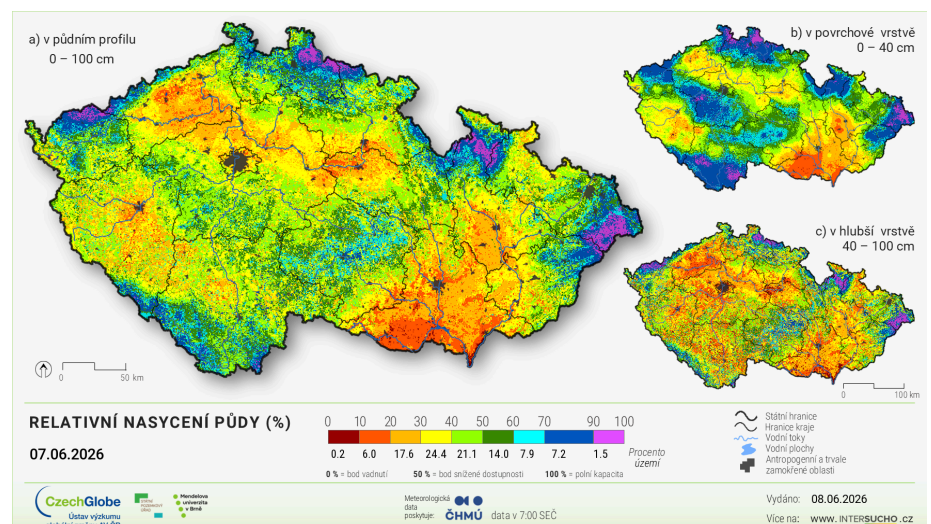 a) v půdním profilu
0 – 100 cm
b) v povrchové vrstvě
0 – 40 cm
c) v hlubší vrstvě
40 – 100 cm
0 50 km
0 100 km
RELATIVNÍ NASYCENÍ PŮDY (%)
07.06.2026
0 10 20 30 40 50 60 70 90 100
0.2 6.0 17.6 24.4 21.1 14.0 7.9 7.2 1.5
Procento
území
0 % = bod vadnutí 50 % = bod snížené dostupnosti 100 % = polní kapacita
Státní hranice
Hranice kraje
Vodní toky
Vodní plochy
Antropogenní a trvale
zamokřené oblasti
CzechGlobe
Ústav výzkumu
Mendelova
univerzita
v Brně
Meteorologická
data
poskytuje:
ČHMÚ
data v 7:00 SEČ
Vydáno: 08.06.2026
Více na: www.INTERSUCHO.cz